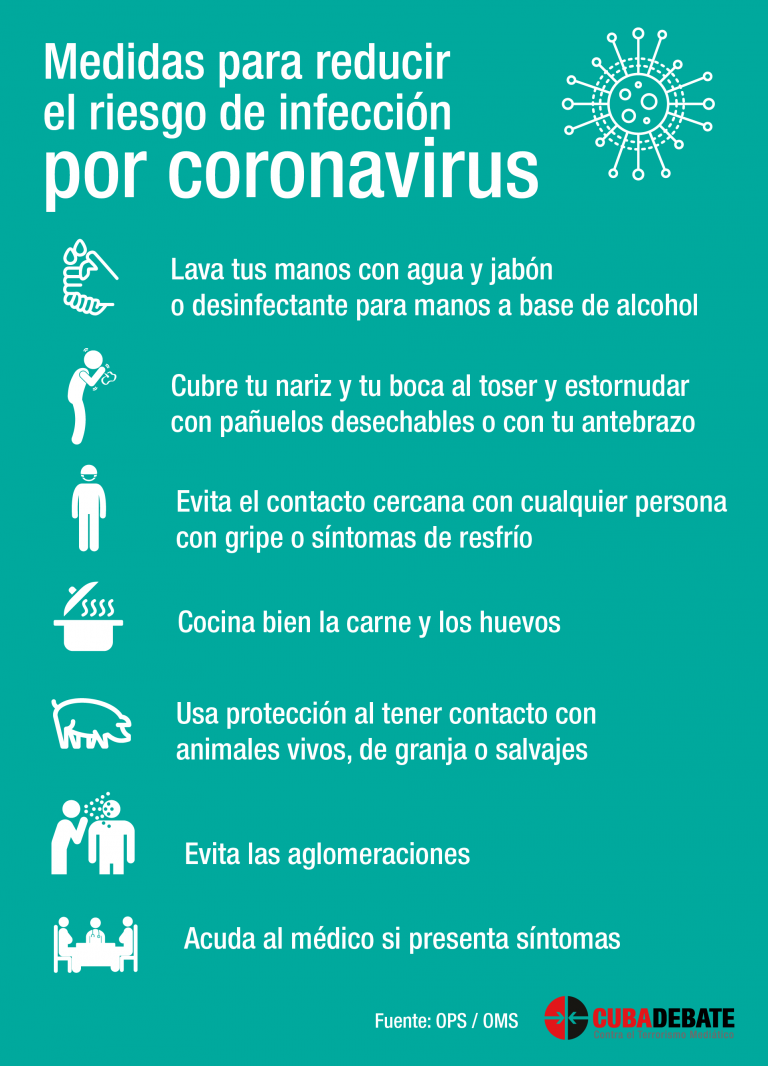 Medidas para reducir
el riesgo de infección
por coronavirus
Lava tus manos con agua y jabón
o desinfectante para manos a base de alcohol
Cubre tu nariz y tu boca al toser y estornudar
con pañuelos desechables o con tu antebrazo
Evita el contacto cercana con cualquier persona
con gripe o síntomas de resfrío
Cocina bien la carne y los huevos
Usa protección al tener contacto con
animales vivos, de granja o salvajes
Evita las aglomeraciones
Acuda al médico si presenta síntomas
Fuente: OPS / OMS
CUBADEBATE
Contra el Terrorismo Mediático